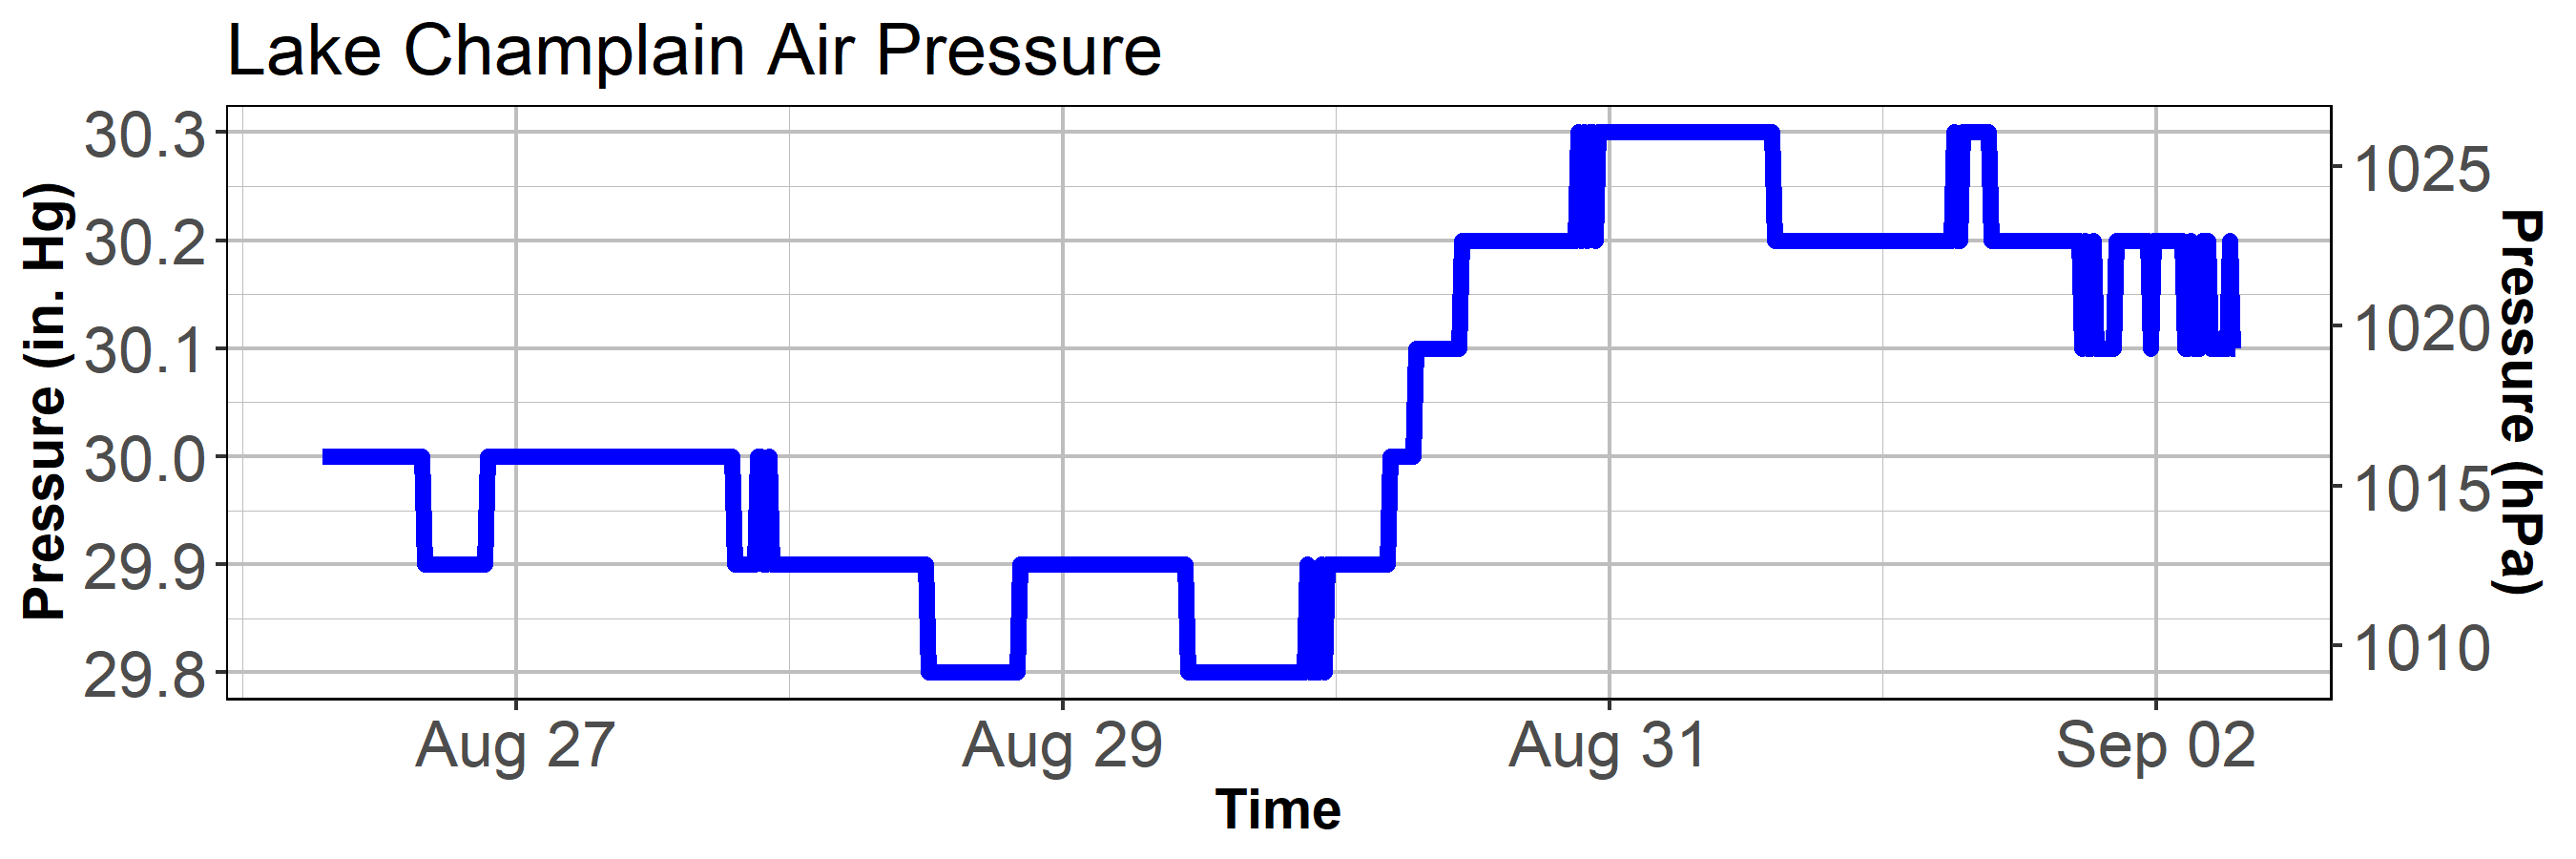 Lake Champlain Air Pressure
Pressure (in. Hg)
30.3
30.2
30.1
30.0
29.9
29.8
1025
1020
1015
1010
Pressure (hPa)
Aug 27
Aug 29
Aug 31
Sep 02
Time